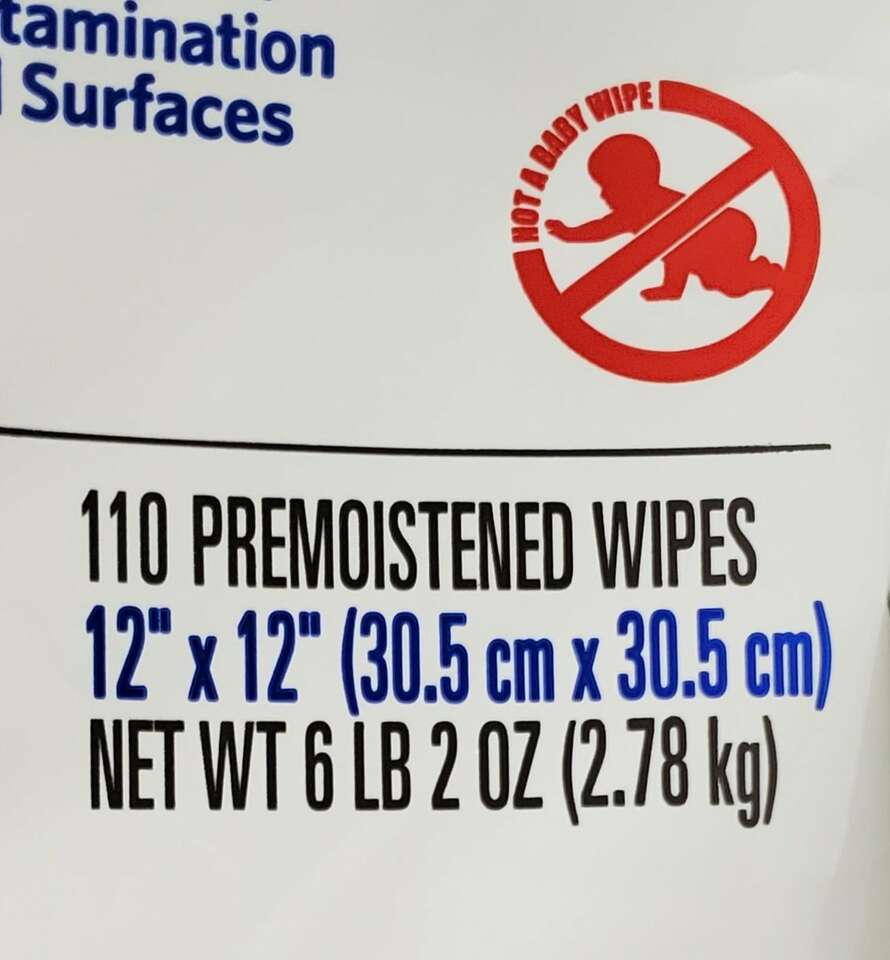 tamination
Surfaces
NOT A BABY WIPE
110 PREMOISTENED WIPES
12" x 12" (30.5 cm x 30.5 cm)
NET WT 6 LB 2 OZ (2.78 kg)